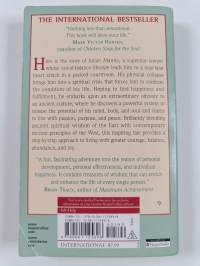 THE INTERNATIONAL BESTSELLER
"Nothing less than sensational.
This book will bless your life."
MARK VICTOR HANSEN,
coauthor of Chicken Soup for the Soul
Here is the story of Julian Mantle, a superstar lawyer
whose out-of-balance lifestyle leads him to a near-fatal
heart attack in a packed courtroom. His physical collapse
brings him into a spiritual crisis that forces him to confront
the condition of his life. Hoping to find happiness and
fulfillment, he embarks upon an extraordinary odyssey to
an ancient culture, where he discovers a powerful system to
release the potential of his mind, body, and soul and learns
to live with passion, purpose, and peace. Brilliantly blending
ancient spiritual wisdom of the East with contemporary
success principles of the West, this inspiring tale provides a
step-by-step approach to living with greater courage, balance,
abundance, and joy.
"A fun, fascinating adventure into the realms of personal
development, personal effectiveness, and individual
happiness. It contains treasures of wisdom that can enrich
and enhance the life of every single person."
BRIAN TRACY, author of Maximum Achievement
INTERNATIONAL